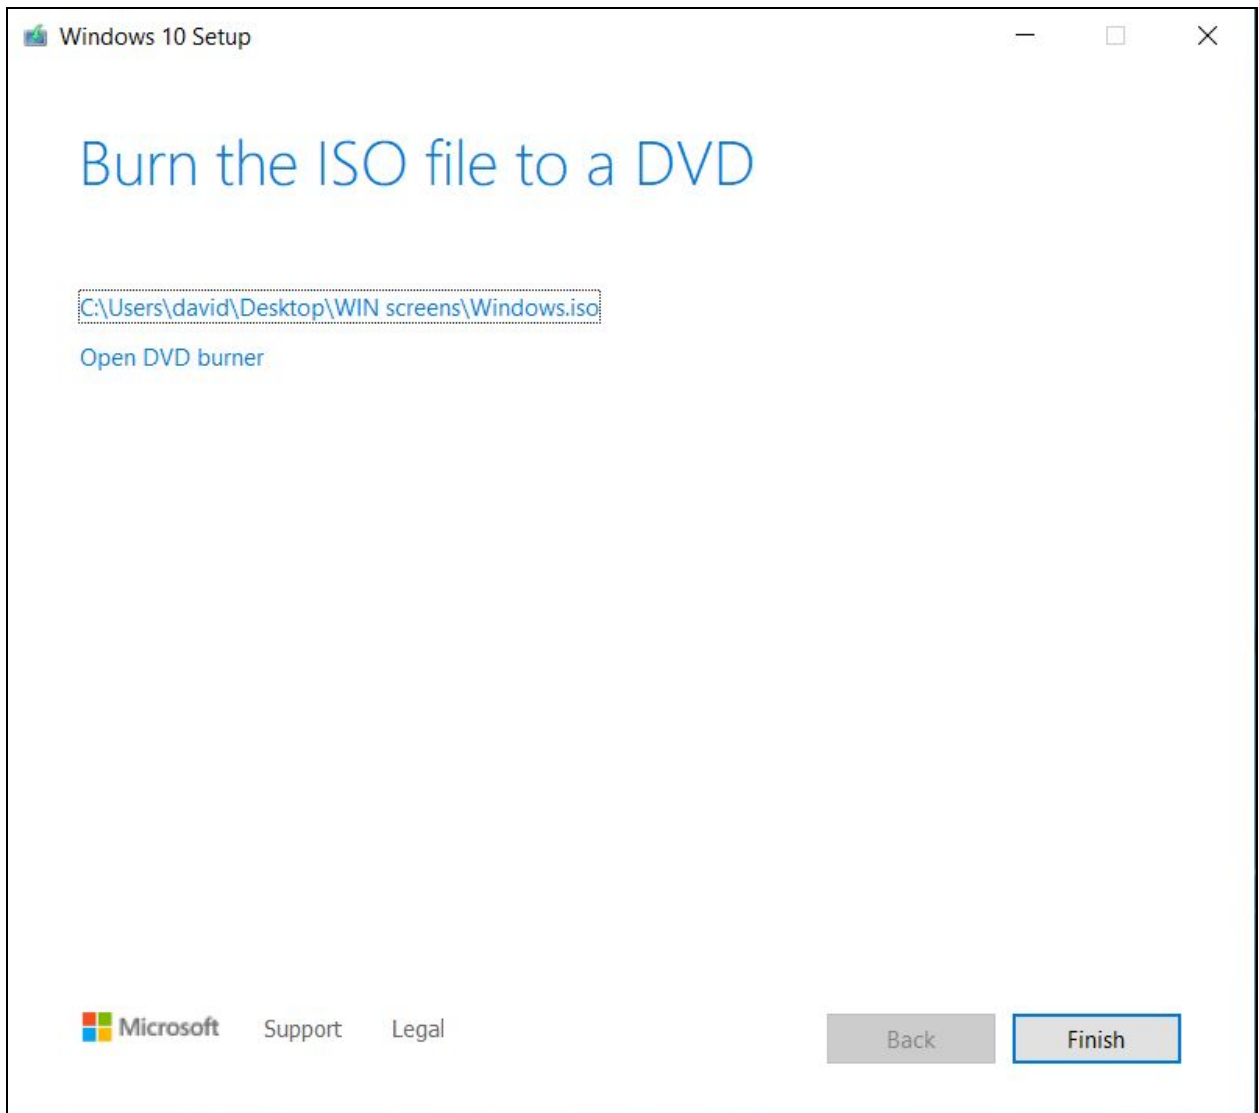 Windows 10 Setup
Burn the ISO file to a DVD
C:\Users\david\Desktop\WIN screens\Windows.iso
Open DVD burner
Microsoft Support Legal
Back Finish